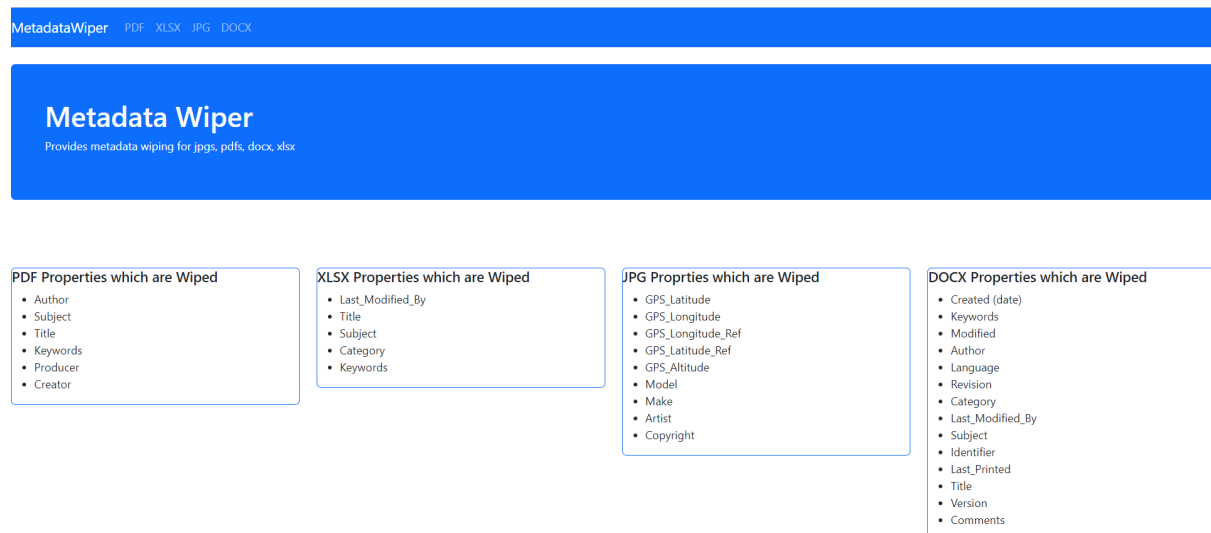 MetadataWiper PDF XLSX JPG DOCX
Metadata Wiper
Provides metadata wiping for jpgs, pdfs, docx, xlsx
PDF Properties which are Wiped
Author
Subject
Title
Keywords
Producer
Creator
XLSX Properties which are Wiped
Last_Modified_By
Title
Subject
Category
Keywords
JPG Proprties which are Wiped
GPS_Latitude
GPS_Longitude
GPS_Longitude_Ref
GPS_Latitude_Ref
GPS_Altitude
Model
Make
Artist
Copyright
DOCX Properties which are Wiped
Created (date)
Keywords
Modified
Author
Language
Revision
Category
Last_Modified_By
Subject
Identifier
Last_Printed
Title
Version
Comments